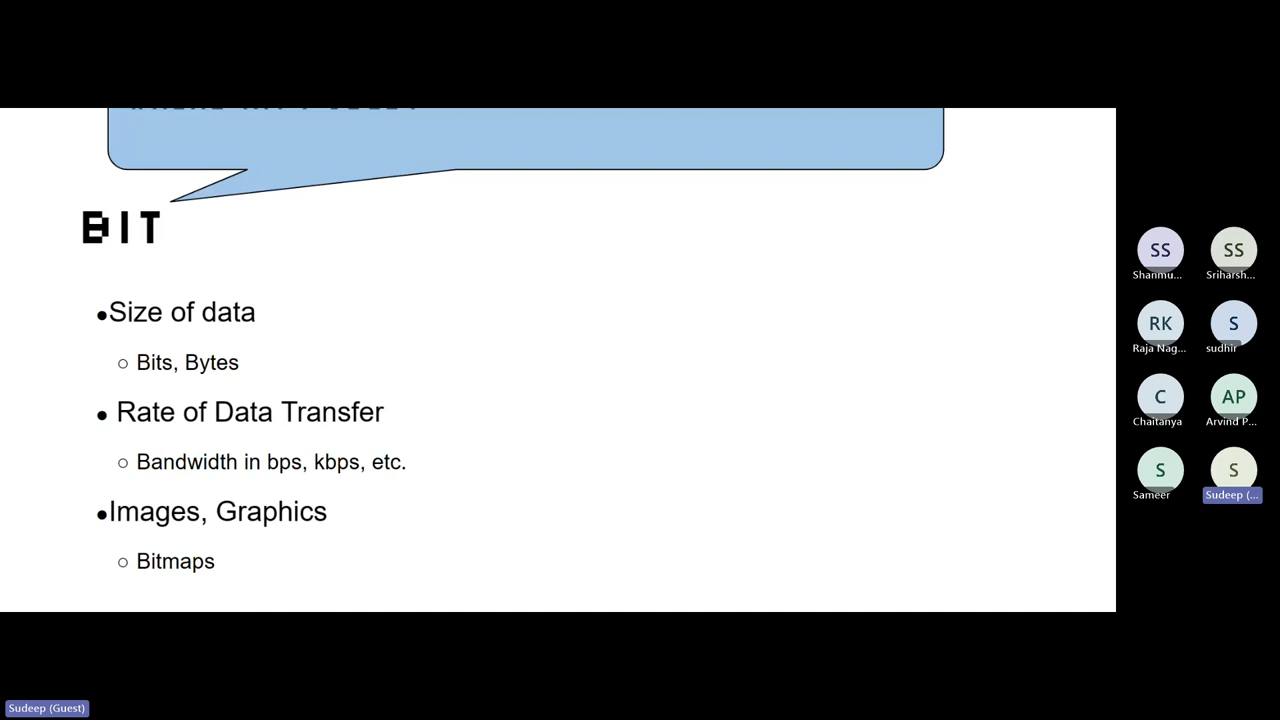 BIT
●Size of data
○ Bits, Bytes
● Rate of Data Transfer
○ Bandwidth in bps, kbps, etc.
●Images, Graphics
○ Bitmaps
SS SS
Shanmu... Sriharsh...
RK S
Raja Nag... sudhir
C AP
Chaitanya Arvind P...
S S
Sameer Sudeep (...
Sudeep (Guest)